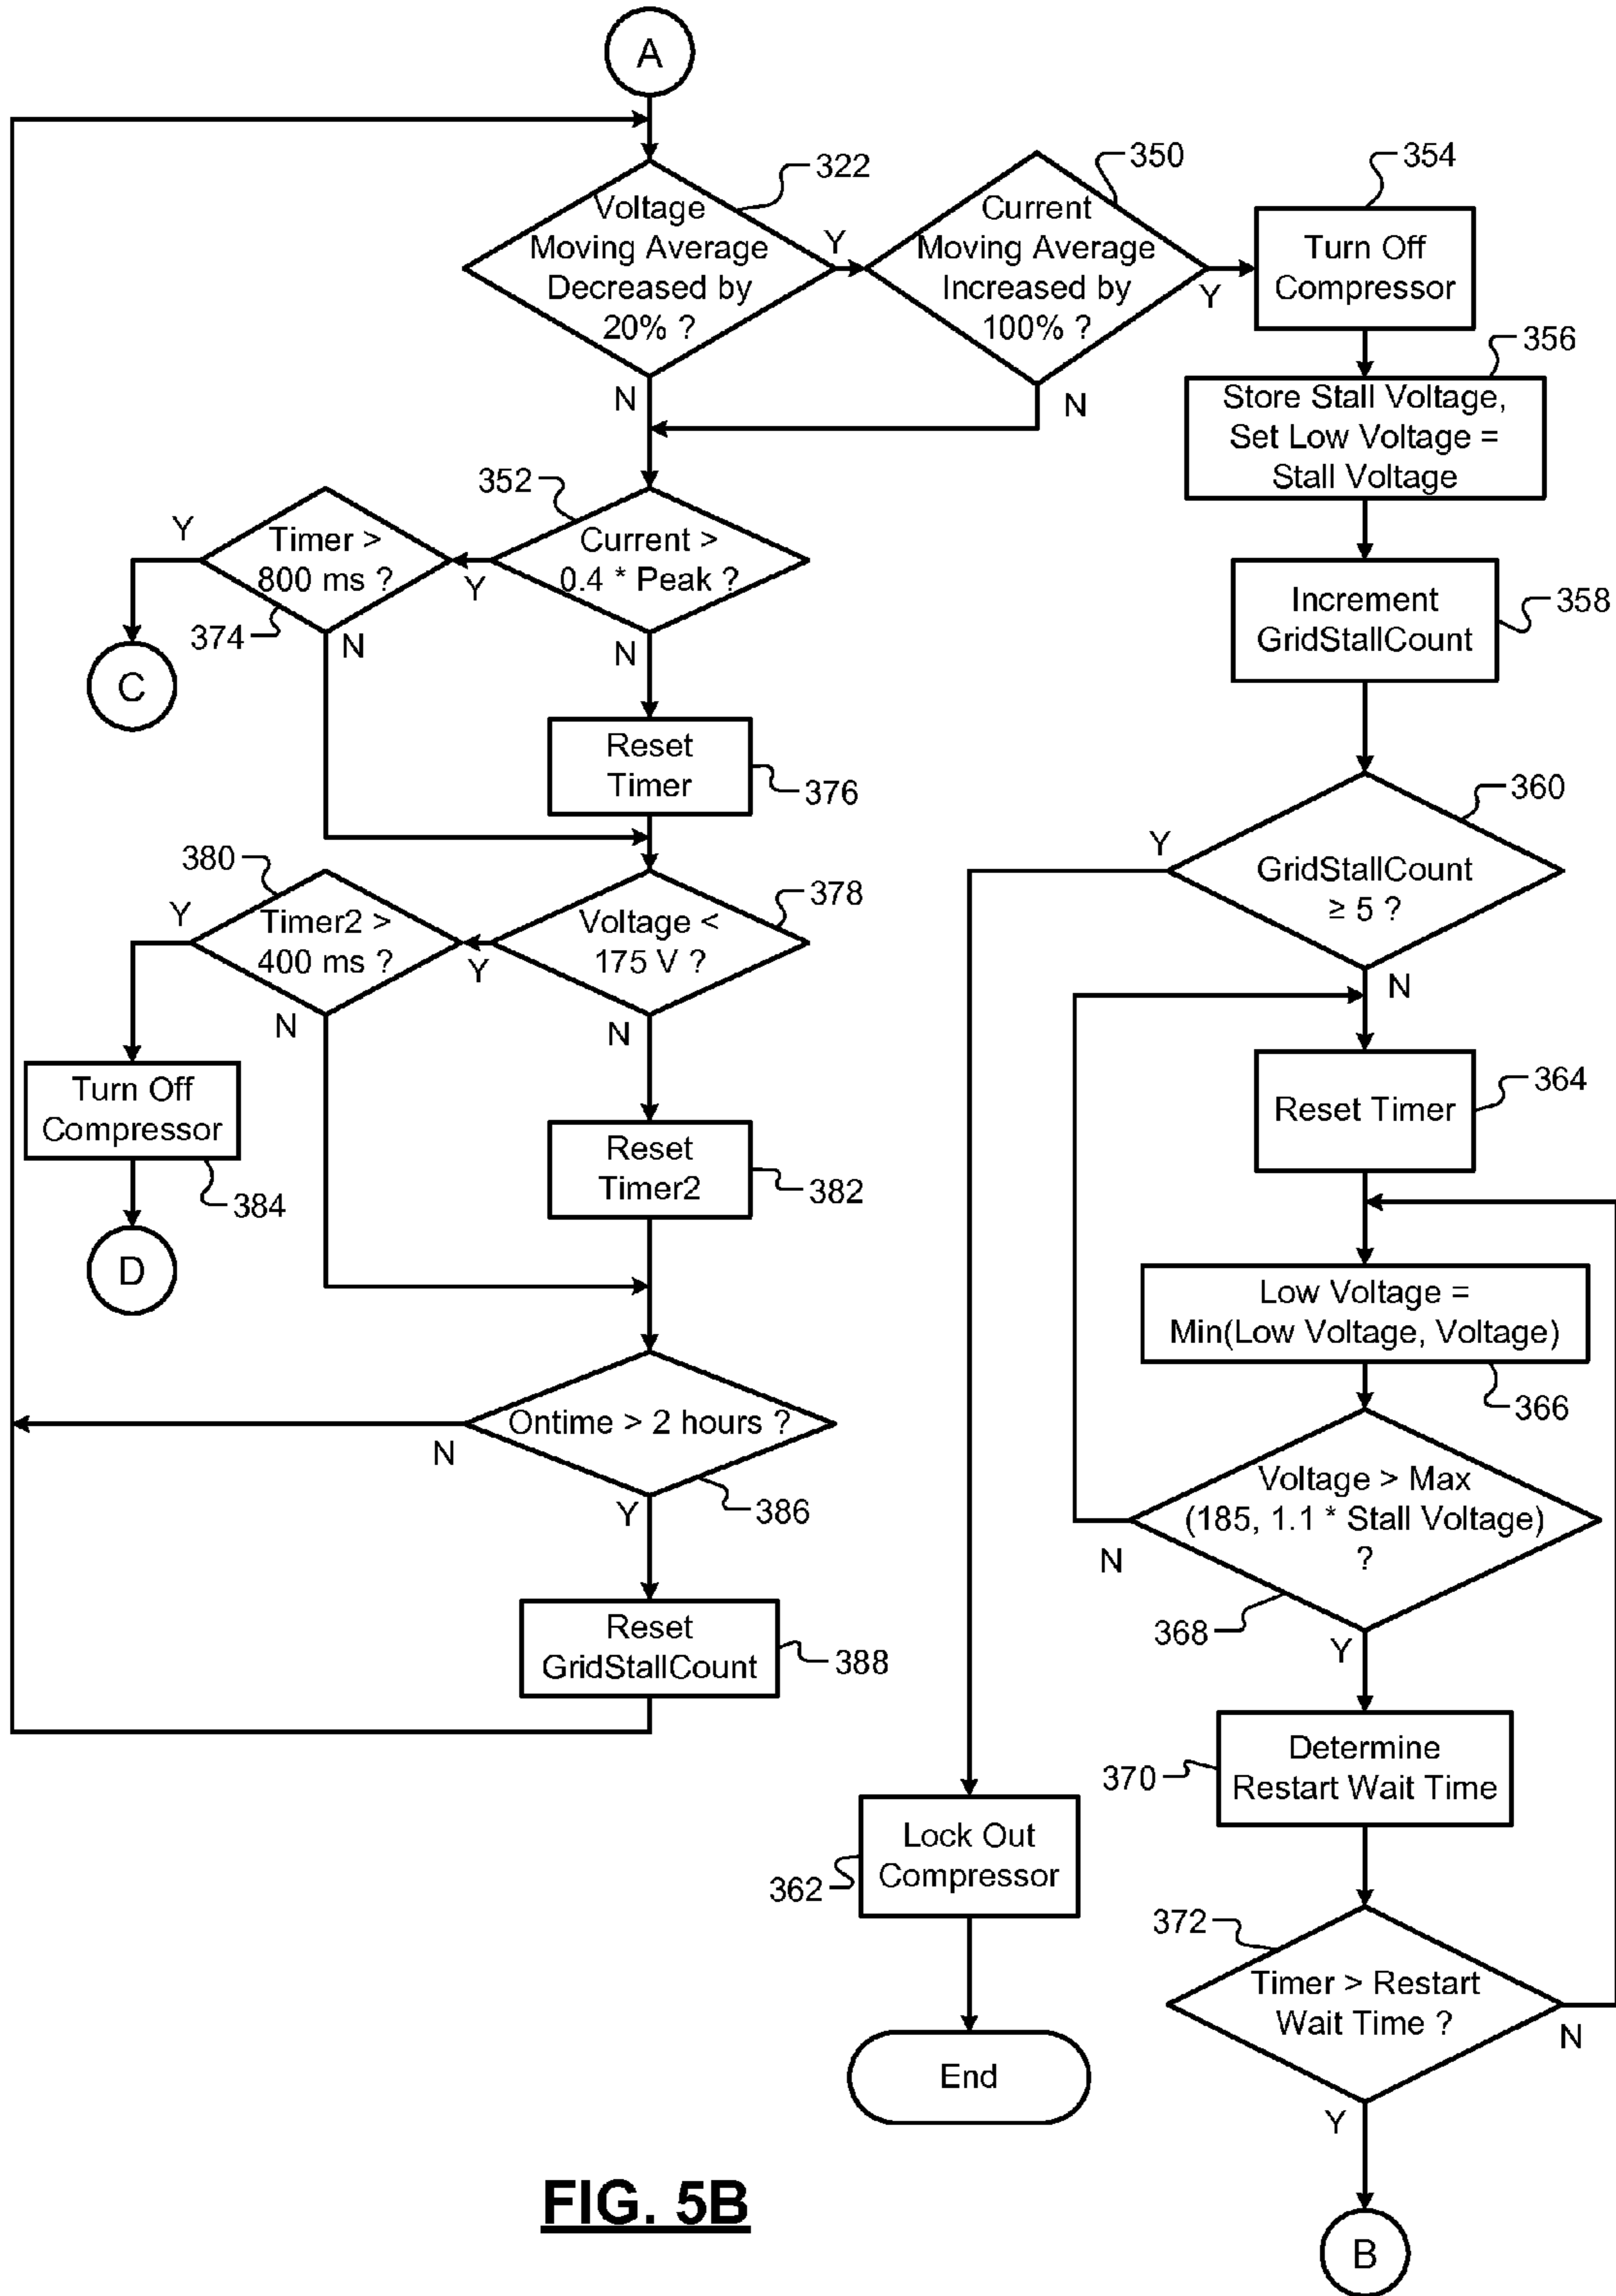 A
322
Voltage
Moving Average
Decreased by
20% ?
Y
N
350
Current
Moving Average
Increased by
100% ?
Y
N
354
Turn Off
Compressor
356
Store Stall Voltage,
Set Low Voltage =
Stall Voltage
352
Current >
0.4 * Peak ?
Y
N
Timer >
800 ms ?
Y
N
374
C
Increment
GridStallCount
358
Reset
Timer
376
360
GridStallCount
≥ 5 ?
Y
N
380
Timer2 >
400 ms ?
Y
N
378
Voltage <
175 V ?
Y
N
Turn Off
Compressor
384
D
Reset
Timer2
382
Reset Timer
364
Low Voltage =
Min(Low Voltage, Voltage)
366
Ontime > 2 hours ?
N
Y
386
Voltage > Max
(185, 1.1 * Stall Voltage)
?
N
368
Y
Reset
GridStallCount
388
Determine
Restart Wait Time
370
Lock Out
Compressor
362
372
Timer > Restart
Wait Time ?
N
Y
End
B
FIG. 5B